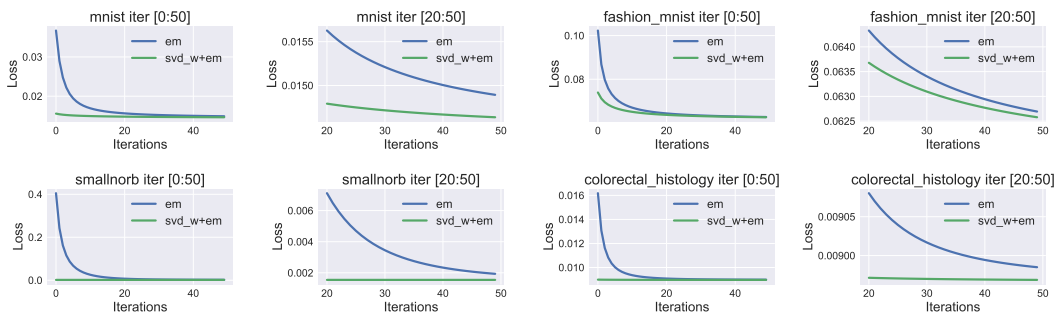 mnist iter [0:50]
Loss
0.03
0.02
em
svd_w+em
0 20 40
Iterations
mnist iter [20:50]
Loss
0.0155
0.0150
em
svd_w+em
20 30 40 50
Iterations
fashion_mnist iter [0:50]
Loss
0.10
0.08
em
svd_w+em
0 20 40
Iterations
fashion_mnist iter [20:50]
Loss
0.0640
0.0635
0.0630
0.0625
em
svd_w+em
20 30 40 50
Iterations
smallnorb iter [0:50]
Loss
0.4
0.2
0.0
em
svd_w+em
0 20 40
Iterations
smallnorb iter [20:50]
Loss
0.006
0.004
0.002
em
svd_w+em
20 30 40 50
Iterations
colorectal_histology iter [0:50]
Loss
0.016
0.014
0.012
0.010
em
svd_w+em
0 20 40
Iterations
colorectal_histology iter [20:50]
Loss
0.00905
0.00900
em
svd_w+em
20 30 40 50
Iterations